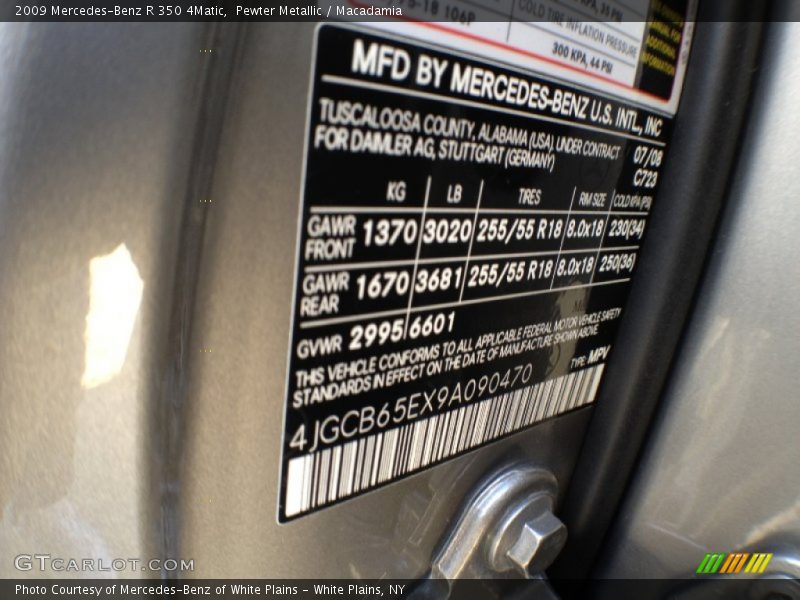 2009 Mercedes-Benz R 350 4Matic, Pewter Metallic / Macadamia
COLD TIRE INFLATION PRESSURE
300 KPA, 44 PSI
MFD BY MERCEDES-BENZ U.S. INTL, INC
TUSCALOOSA COUNTY, ALABAMA (USA) UNDER CONTRACT 07/08
FOR DAIMLER AG, STUTTGART (GERMANY) C723
KG LB TIRES RIM SIZE COLD KPA (PSI)
GAWR FRONT 1370 3020 255/55 R18 8.0x18 230(34)
GAWR REAR 1670 3681 255/55 R18 8.0x18 250(36)
GVWR 2995 6601
THIS VEHICLE CONFORMS TO ALL APPLICABLE FEDERAL MOTOR VEHICLE SAFETY
STANDARDS IN EFFECT ON THE DATE OF MANUFACTURE SHOWN ABOVE.
TYPE: MPV
4JGCB65EX9A090470
GTCARLOT.COM
Photo Courtesy of Mercedes-Benz of White Plains - White Plains, NY